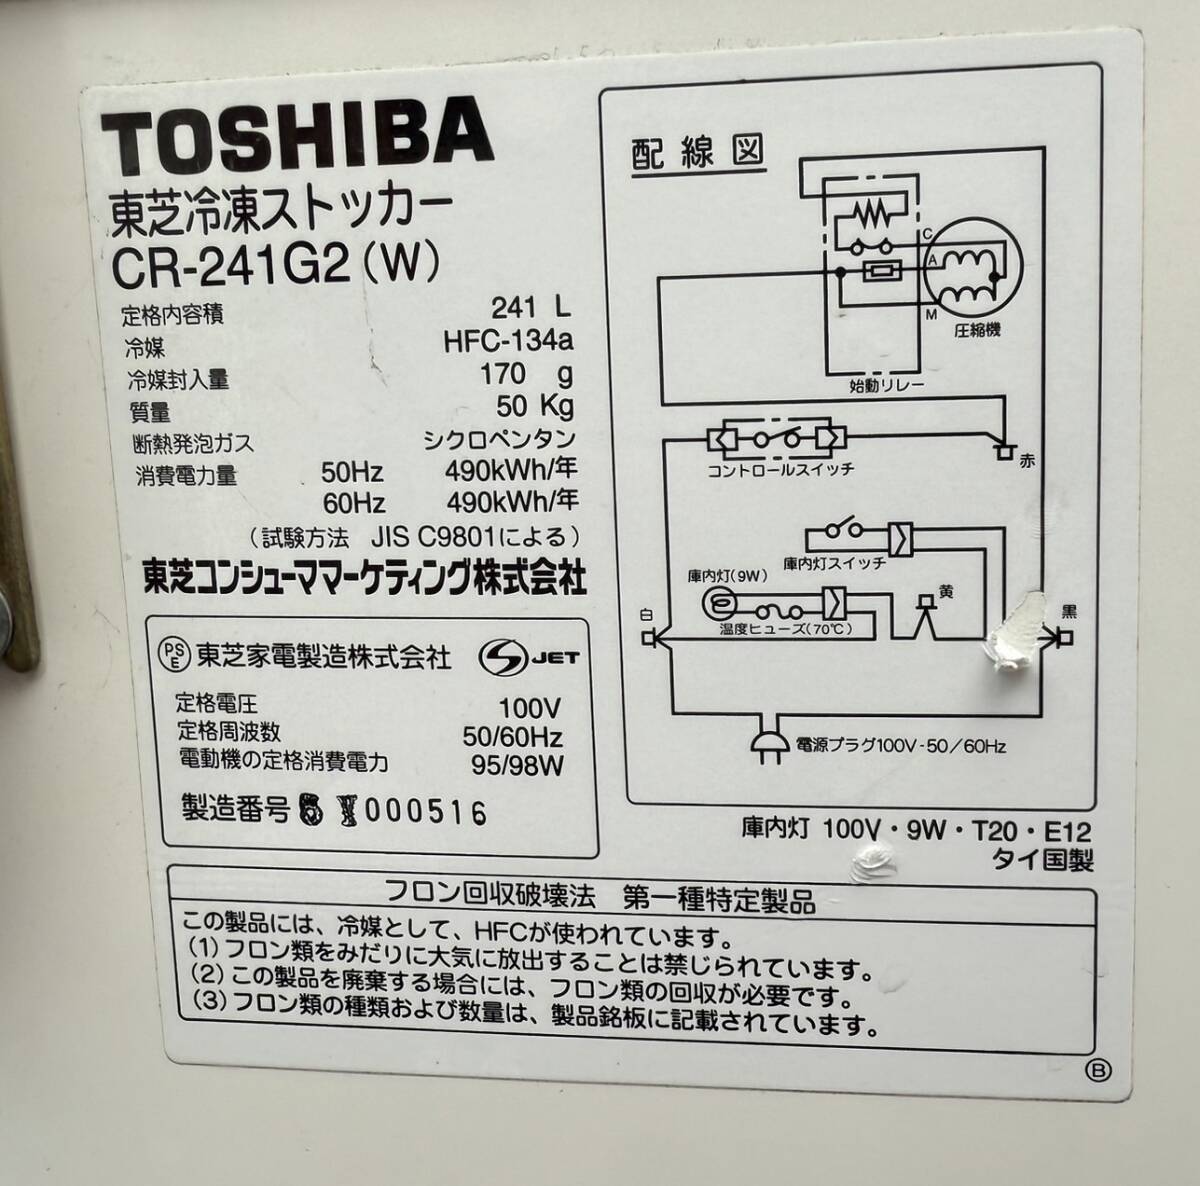 TOSHIBA
東芝冷凍ストッカー
CR-241G2(W)
定格内容積 241 L
冷媒 HFC-134a
冷媒封入量 170 g
質量 50 Kg
断熱発泡ガス シクロペンタン
消費電力量 50Hz 490kWh/年
60Hz 490kWh/年
(試験方法 JIS C9801による)
東芝コンシューママーケティング株式会社
PS E 東芝家電製造株式会社 S JET
定格電圧 100V
定格周波数 50/60Hz
電動機の定格消費電力 95/98W
製造番号 5 Y000516
配線図
C
A
M
圧縮機
始動リレー
赤
コントロールスイッチ
庫内灯スイッチ
庫内灯(9W)
黄
温度ヒューズ(70℃)
白
黒
電源プラグ100V-50/60Hz
庫内灯 100V・9W・T20・E12
タイ国製
フロン回収破壊法 第一種特定製品
この製品には、冷媒として、HFCが使われています。
(1)フロン類をみだりに大気に放出することは禁じられています。
(2)この製品を廃棄する場合には、フロン類の回収が必要です。
(3)フロン類の種類および数量は、製品銘板に記載されています。
B